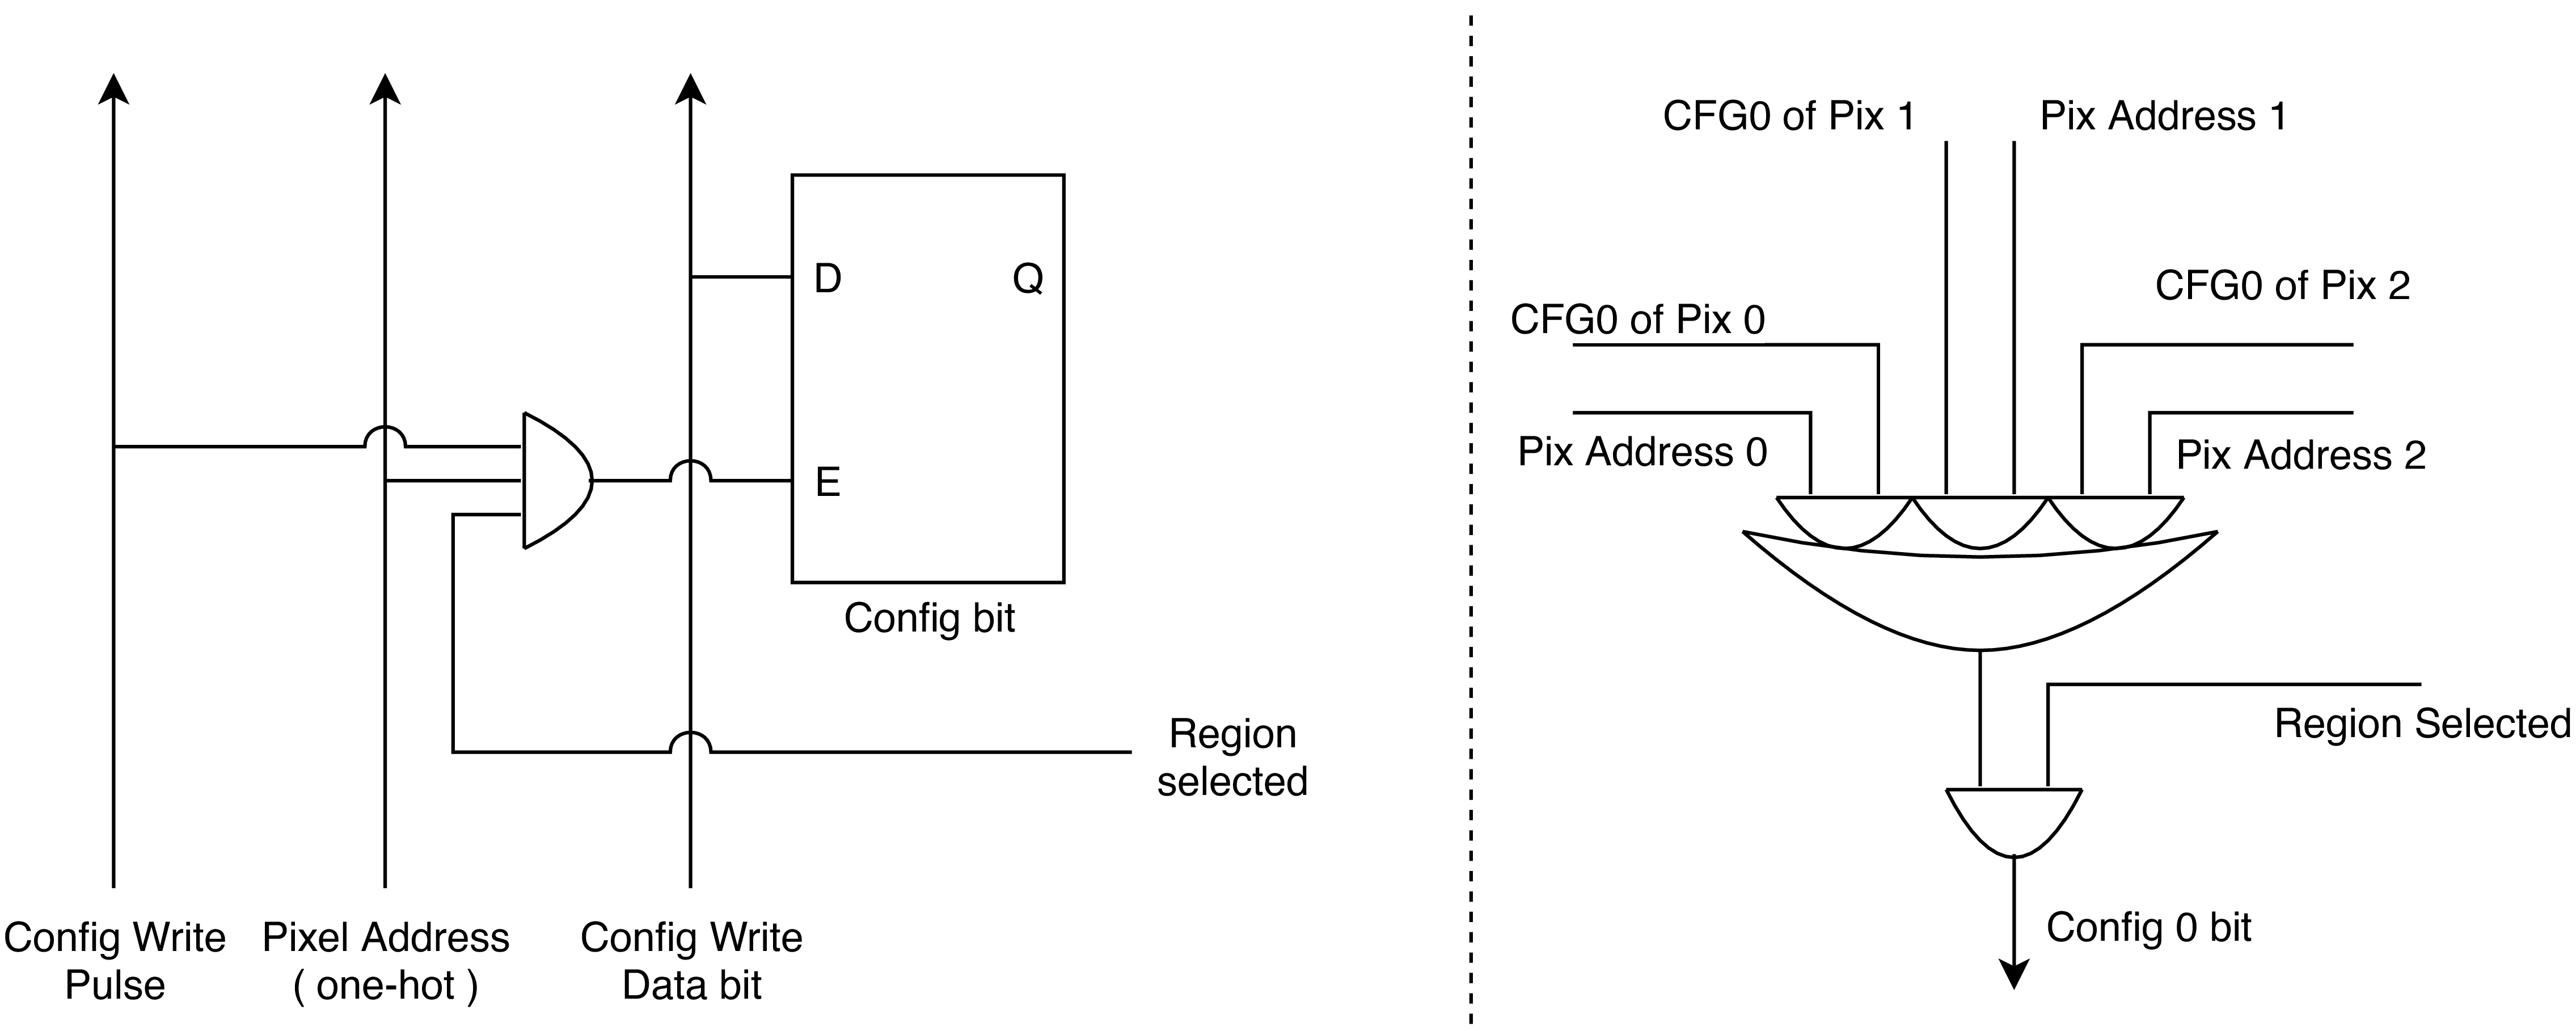 D
Q
E
Config bit
Region
selected
Config Write
Pulse
Pixel Address
( one-hot )
Config Write
Data bit
CFG0 of Pix 1
Pix Address 1
CFG0 of Pix 2
CFG0 of Pix 0
Pix Address 0
Pix Address 2
Region Selected
Config 0 bit